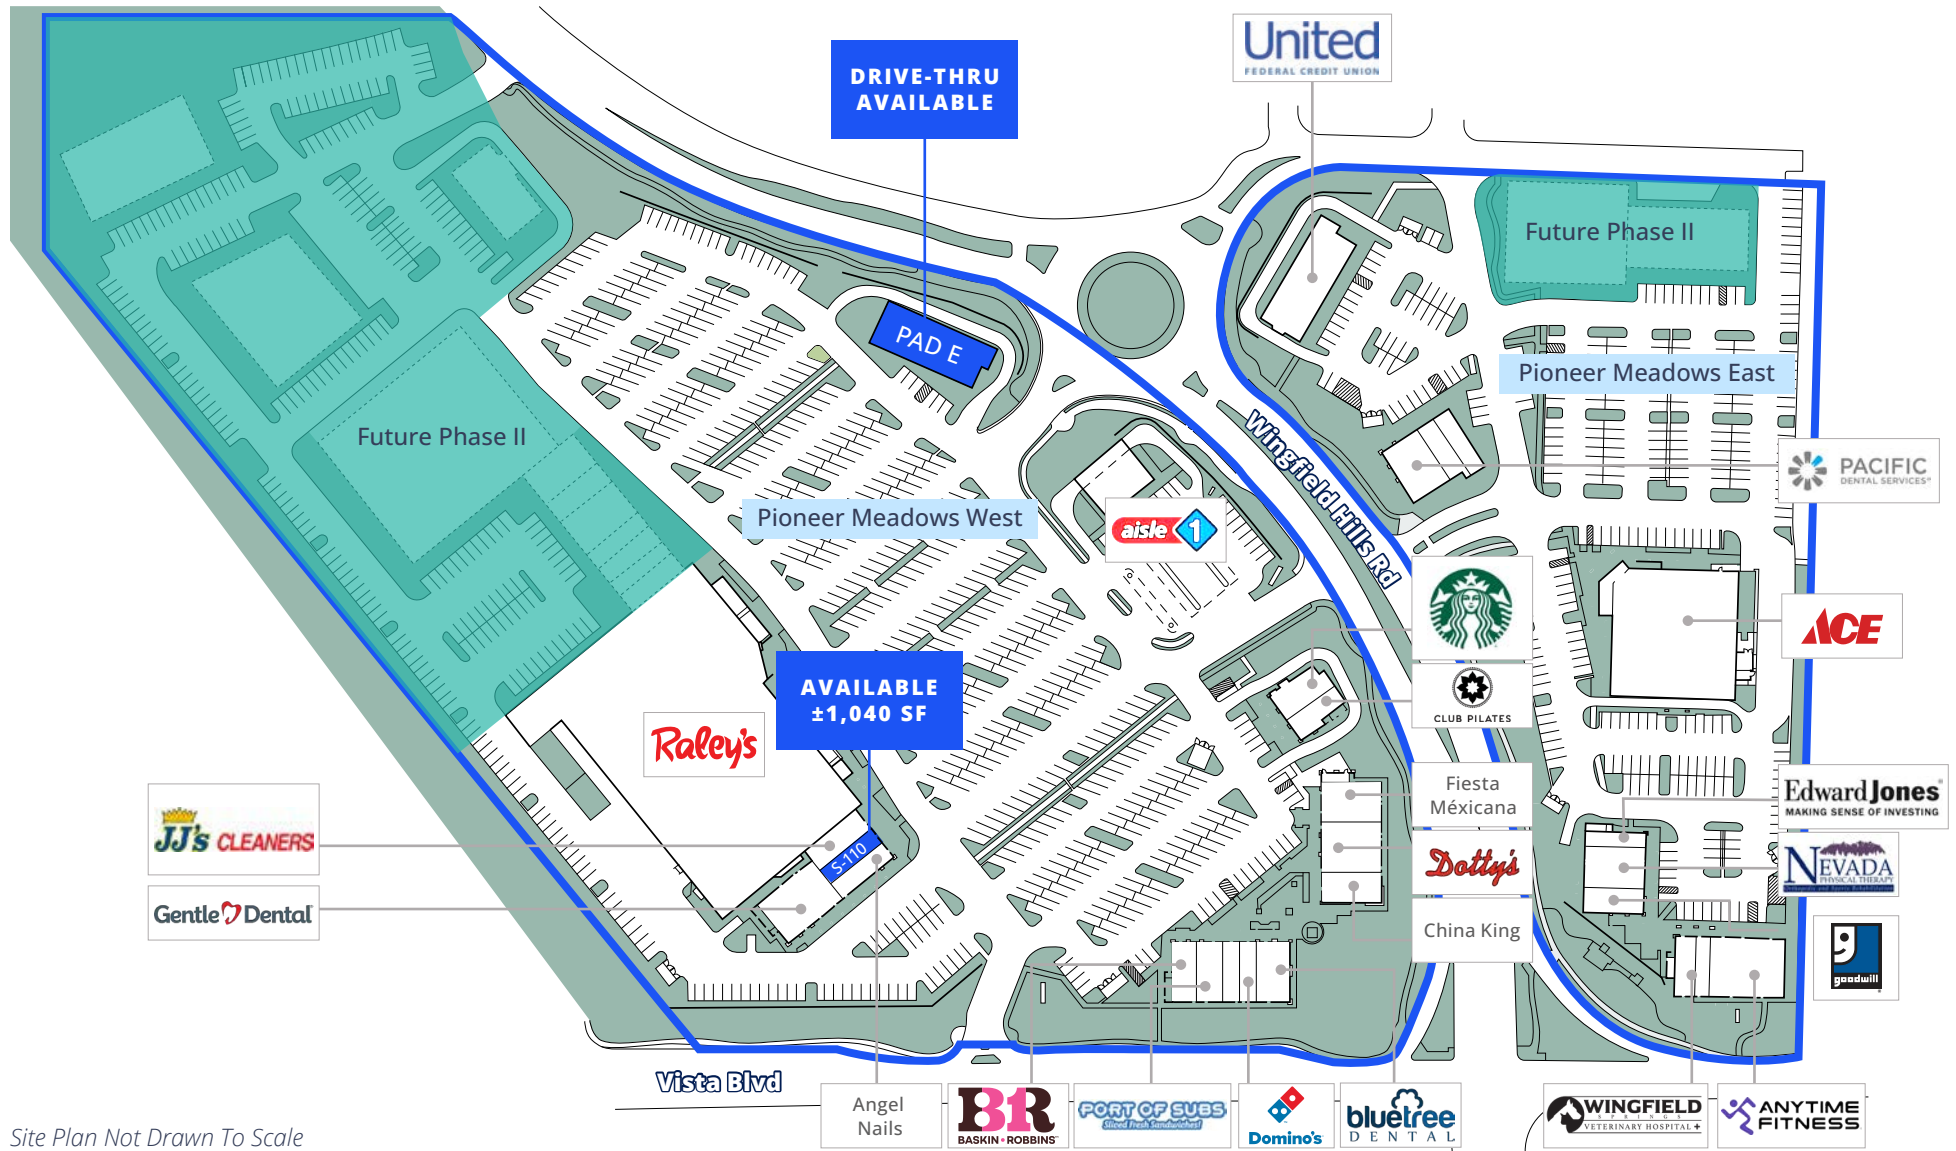 United
FEDERAL CREDIT UNION
DRIVE-THRU
AVAILABLE
Future Phase II
PAD E
Pioneer Meadows East
Future Phase II
Wingfield Hills Rd
PACIFIC
DENTAL SERVICES
Pioneer Meadows West
aisle 1
ACE
AVAILABLE
±1,040 SF
CLUB PILATES
Raley's
Fiesta
Méxicana
EdwardJones
MAKING SENSE OF INVESTING
JJ's CLEANERS
S-110
Dotty's
NEVADA
PHYSICAL THERAPY
Gentle Dental
China King
goodwill
Vista Blvd
Angel
Nails
BR
BASKIN•ROBBINS
PORT OF SUBS
Sliced Fresh Sandwiches!
Domino's
bluetree
DENTAL
WINGFIELD
SPRINGS
VETERINARY HOSPITAL
ANYTIME
FITNESS
Site Plan Not Drawn To Scale